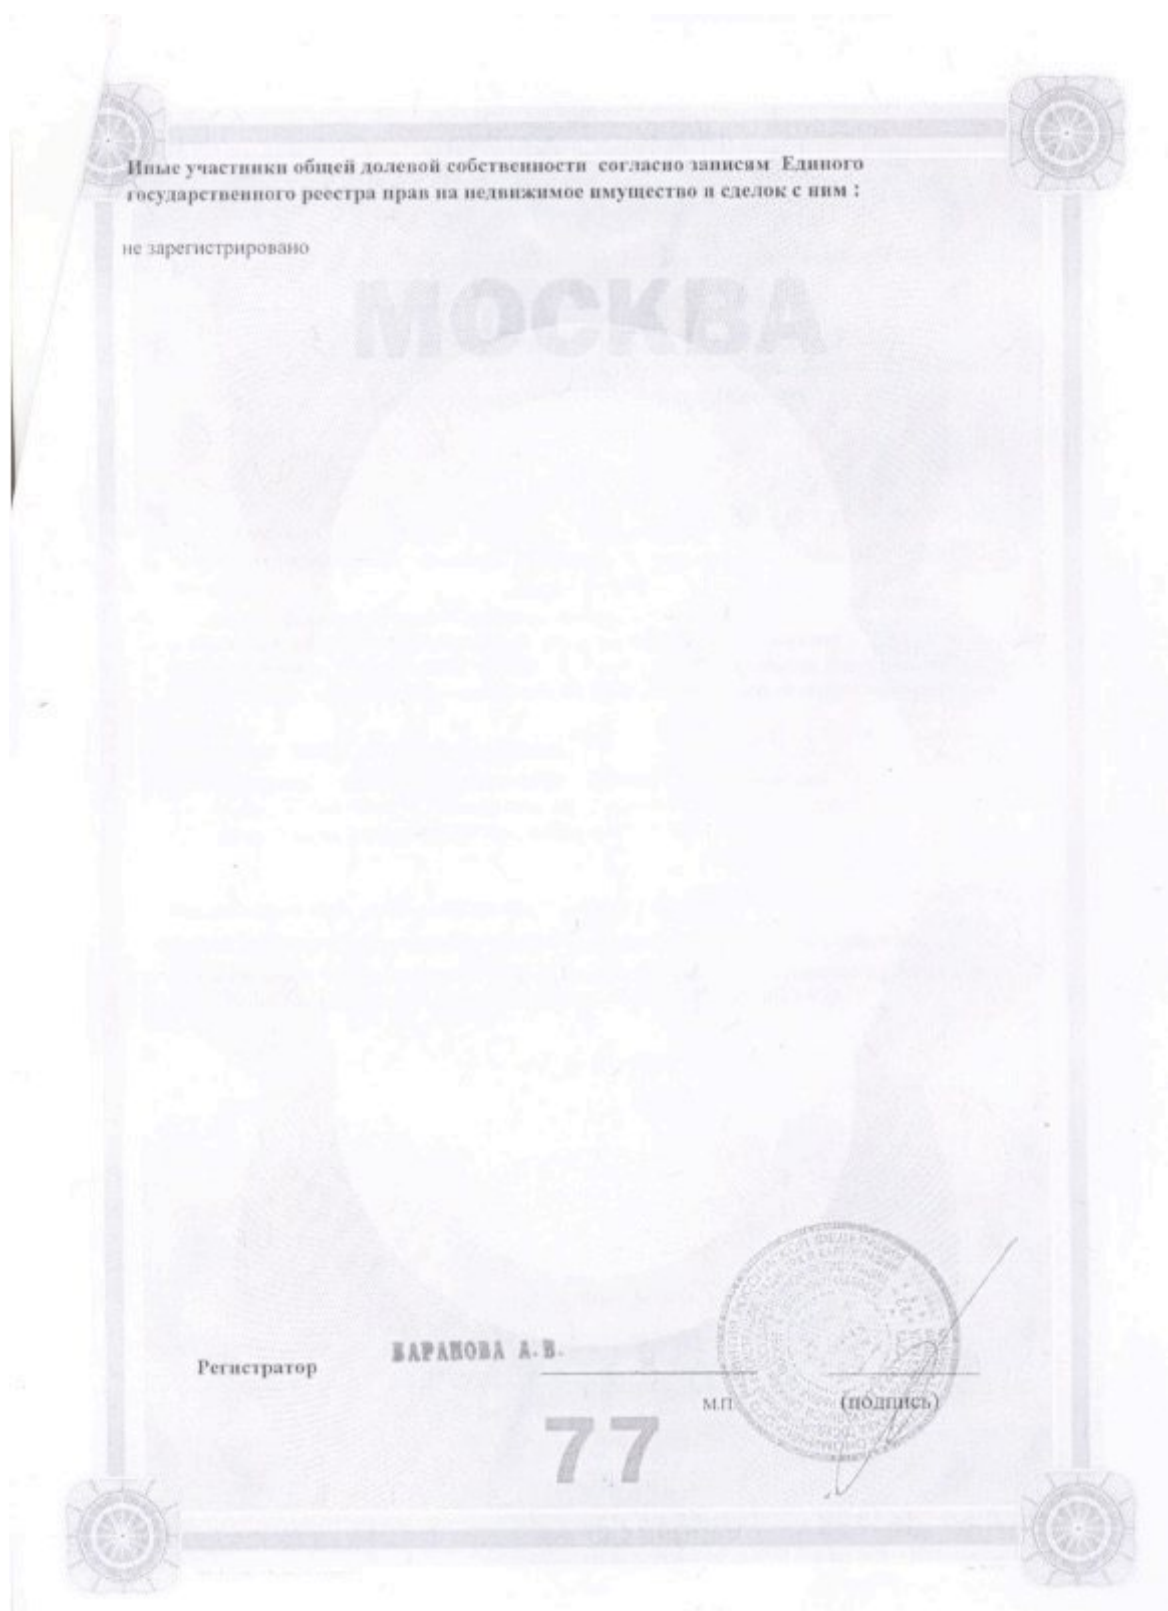 Иные участники общей долевой собственности согласно записям Единого
государственного реестра прав на недвижимое имущество и сделок с ним :
не зарегистрировано
МОСКВА
БАРАНОВА А.В.
Регистратор
М.П.
(подпись)
77